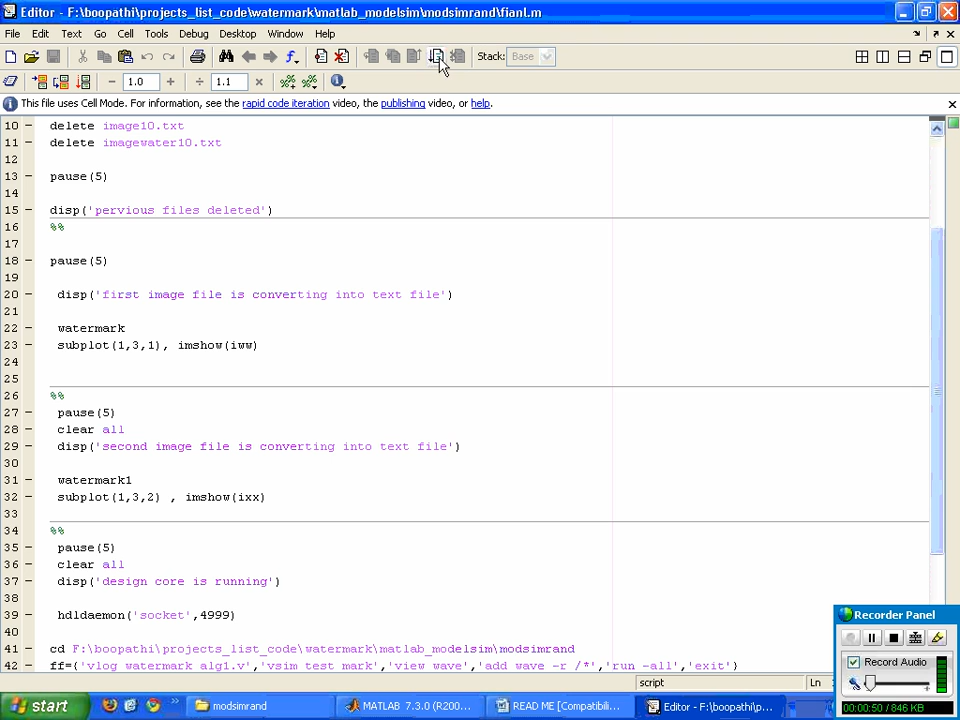 Editor - F:\boopathi\projects_list_code\watermark\matlab_modelsim\modsimrand\fianl.m
File Edit Text Go Cell Tools Debug Desktop Window Help
Stack: Base
− 1.0 + ÷ 1.1 ×
This file uses Cell Mode. For information, see the rapid code iteration video, the publishing video, or help.
10 − delete image10.txt
11 − delete imagewater10.txt
12
13 − pause(5)
14
15 − disp('pervious files deleted')
16 %%
17
18 − pause(5)
19
20 − disp('first image file is converting into text file')
21
22 − watermark
23 − subplot(1,3,1), imshow(iww)
24
25
26 %%
27 − pause(5)
28 − clear all
29 − disp('second image file is converting into text file')
30
31 − watermark1
32 − subplot(1,3,2) , imshow(ixx)
33
34 %%
35 − pause(5)
36 − clear all
37 − disp('design core is running')
38
39 − hdldaemon('socket',4999)
40
41 − cd F:\boopathi\projects_list_code\watermark\matlab_modelsim\modsimrand
42 − ff={'vlog watermark_alg1.v','vsim test_mark','view wave','add wave -r /*','run -all','exit'}
script Ln
Recorder Panel
Record Audio
00:00:50 / 846 KB
start
modsimrand
MATLAB 7.3.0 (R200...
READ ME [Compatibili...
Editor - F:\boopathi\p...